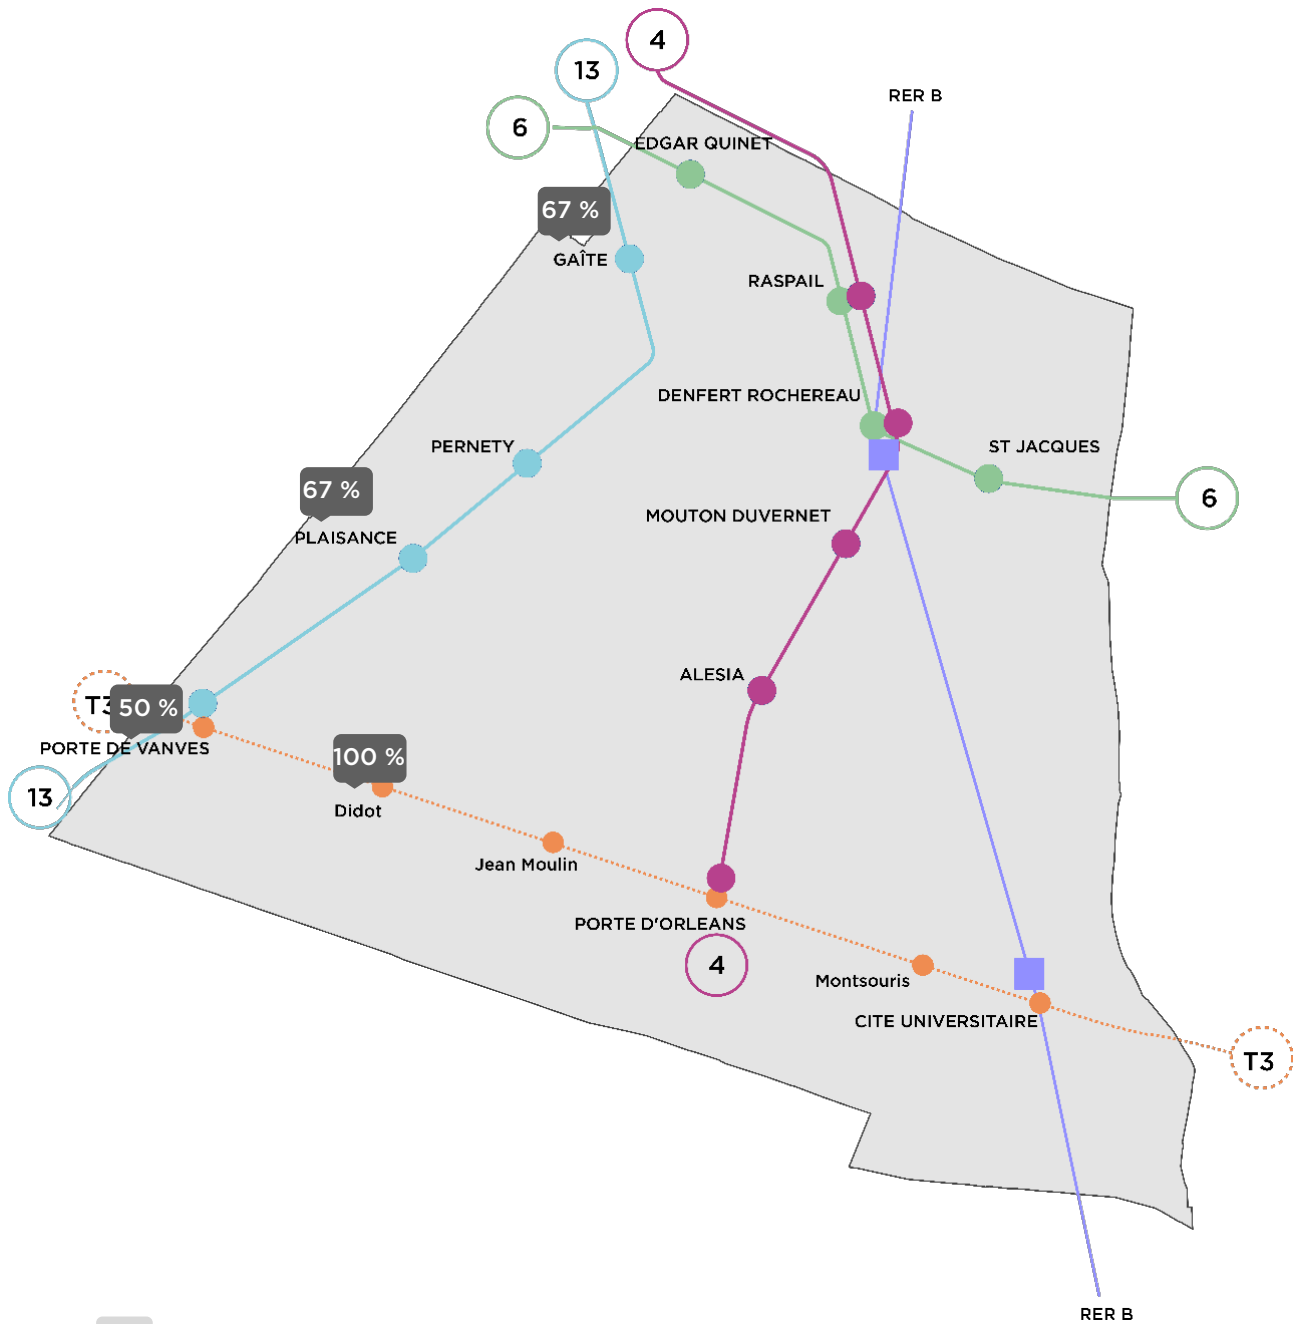 4
13
RER B
6
EDGAR QUINET
67 %
GAÎTE
RASPAIL
DENFERT ROCHEREAU
PERNETY
ST JACQUES
67 %
6
MOUTON DUVERNET
PLAISANCE
ALESIA
T3
50 %
PORTE DE VANVES
100 %
13
Didot
Jean Moulin
PORTE D'ORLEANS
4
Montsouris
CITE UNIVERSITAIRE
T3
RER B